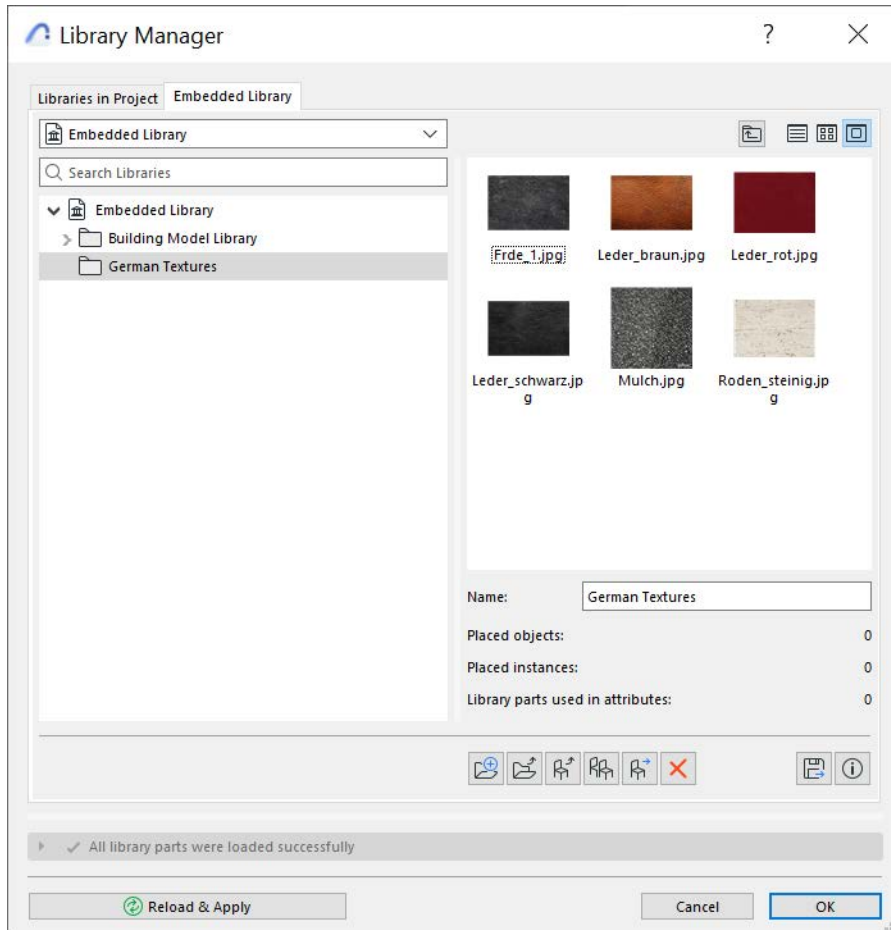 Library Manager
Libraries in Project
Embedded Library
Embedded Library
Search Libraries
Embedded Library
Building Model Library
German Textures
Frde_1.jpg
Leder_braun.jpg
Leder_rot.jpg
Leder_schwarz.jp
g
Mulch.jpg
Roden_steinig.jp
g
Name:
German Textures
Placed objects:
0
Placed instances:
0
Library parts used in attributes:
0
All library parts were loaded successfully
Reload & Apply
Cancel
OK